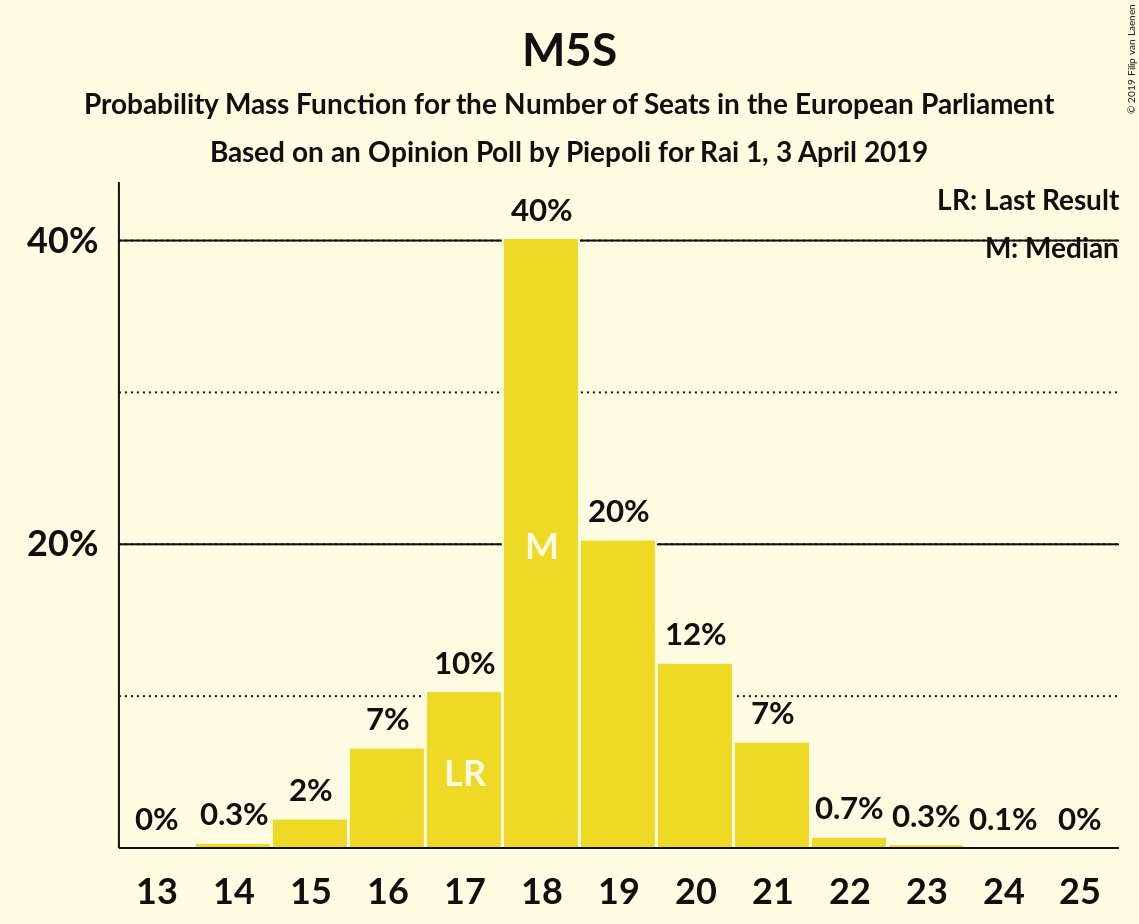 M5S
Probability Mass Function for the Number of Seats in the European Parliament
Based on an Opinion Poll by Piepoli for Rai 1, 3 April 2019
© 2019 Filip van Laenen
LR: Last Result
M: Median
40%
20%
0%
0.3%
2%
7%
10%
40%
20%
12%
7%
0.7%
0.3%
0.1%
0%
LR
M
13 14 15 16 17 18 19 20 21 22 23 24 25